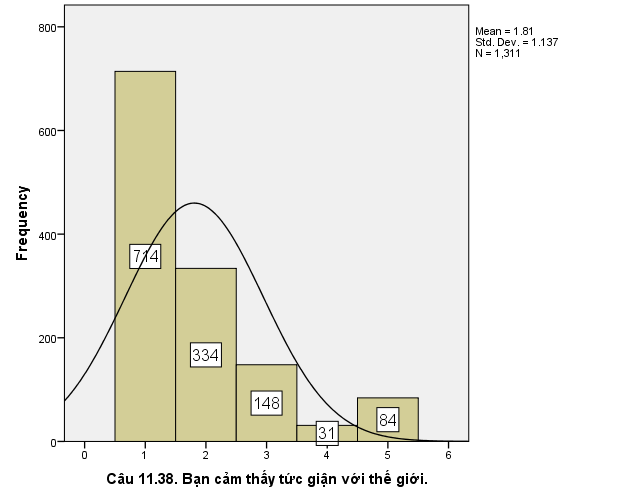 Mean = 1.81
Std. Dev. = 1.137
N = 1,311
800
600
400
200
0
Frequency
714
334
148
31
84
0 1 2 3 4 5 6
Câu 11.38. Bạn cảm thấy tức giận với thế giới.